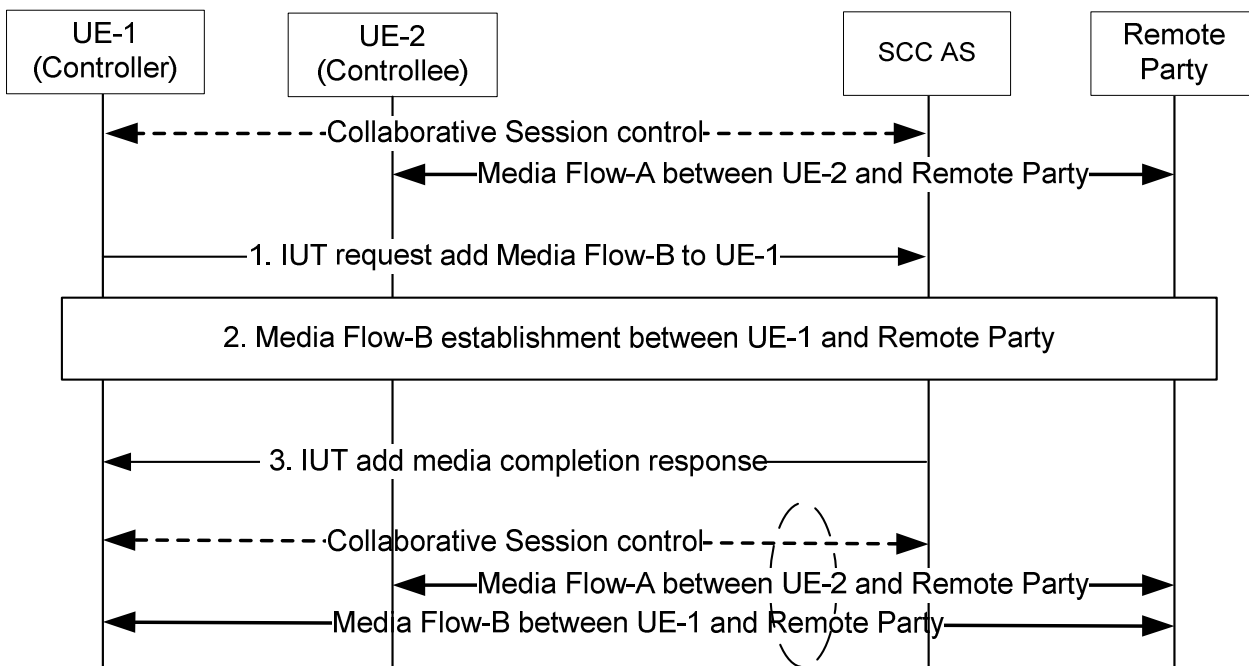 UE-1
(Controller)
UE-2
(Controllee)
SCC AS
Remote
Party
Collaborative Session control
Media Flow-A between UE-2 and Remote Party
1. IUT request add Media Flow-B to UE-1
2. Media Flow-B establishment between UE-1 and Remote Party
3. IUT add media completion response
Collaborative Session control
Media Flow-A between UE-2 and Remote Party
Media Flow-B between UE-1 and Remote Party